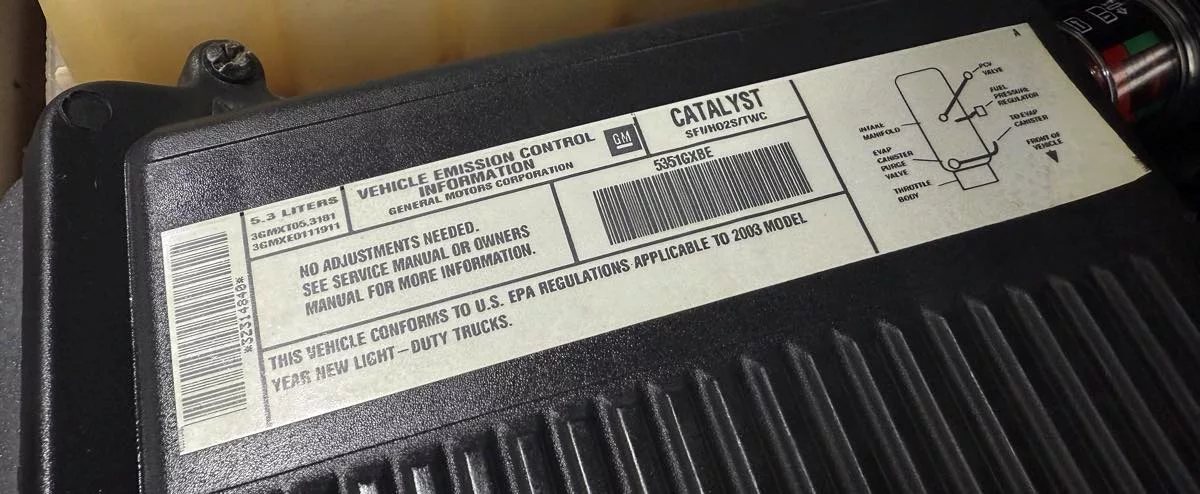 *32314840*
5.3 LITERS
3GMXT05.3181
3GMXE0111911
VEHICLE EMISSION CONTROL
INFORMATION
GENERAL MOTORS CORPORATION
GM
CATALYST
SFI/HO2S/TWC
NO ADJUSTMENTS NEEDED.
SEE SERVICE MANUAL OR OWNERS
MANUAL FOR MORE INFORMATION.
5351GXBE
THIS VEHICLE CONFORMS TO U.S. EPA REGULATIONS APPLICABLE TO 2003 MODEL
YEAR NEW LIGHT-DUTY TRUCKS.
A
PCV
VALVE
FUEL
PRESSURE
REGULATOR
TO EVAP
CANISTER
FRONT OF
VEHICLE
INTAKE
MANIFOLD
EVAP
CANISTER
PURGE
VALVE
THROTTLE
BODY